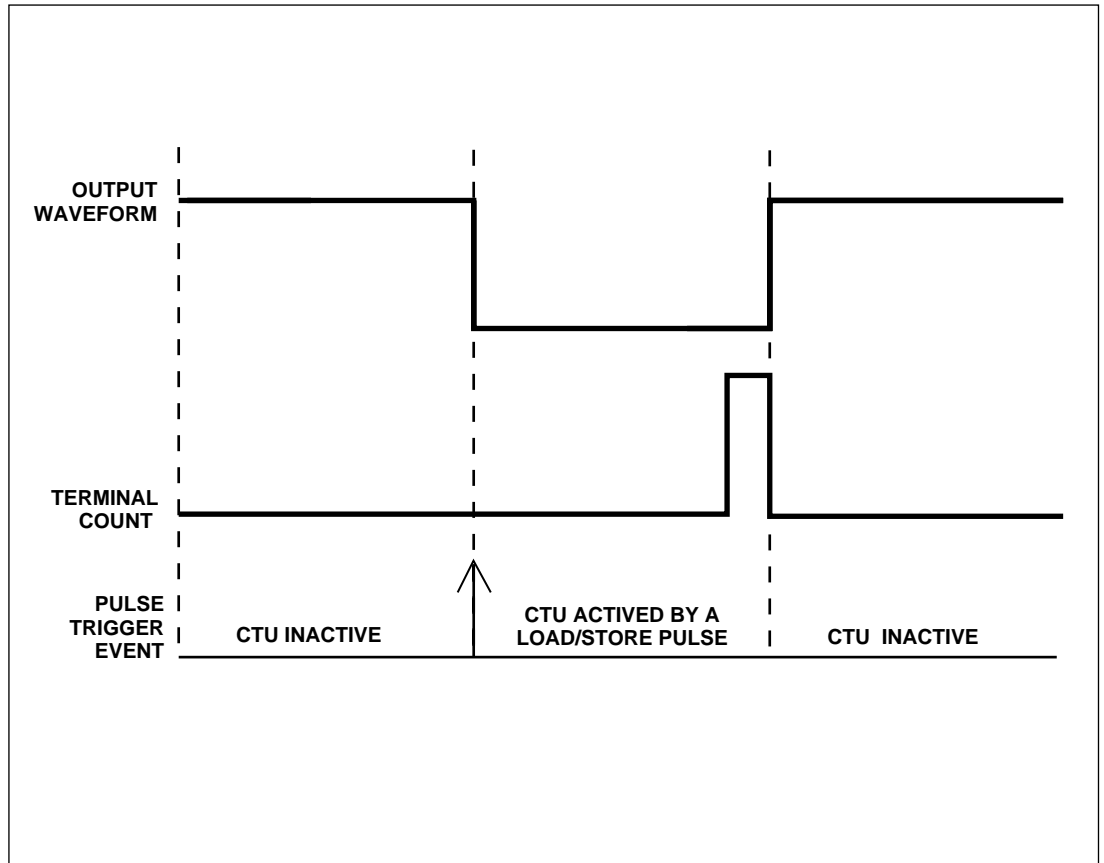 OUTPUT
WAVEFORM
TERMINAL
COUNT
PULSE
TRIGGER
EVENT
CTU INACTIVE
CTU ACTIVED BY A
LOAD/STORE PULSE
CTU INACTIVE